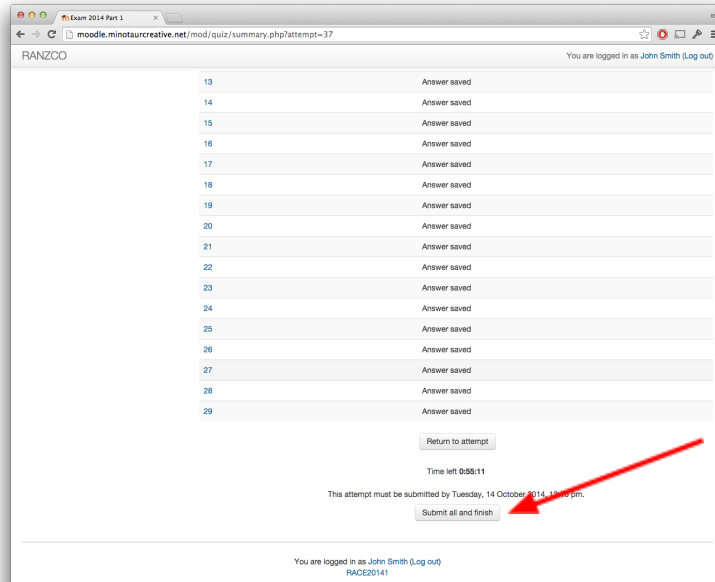 Exam 2014 Part 1
moodle.minotaurcreative.net/mod/quiz/summary.php?attempt=37
RANZCO
You are logged in as John Smith (Log out)
13 Answer saved
14 Answer saved
15 Answer saved
16 Answer saved
17 Answer saved
18 Answer saved
19 Answer saved
20 Answer saved
21 Answer saved
22 Answer saved
23 Answer saved
24 Answer saved
25 Answer saved
26 Answer saved
27 Answer saved
28 Answer saved
29 Answer saved
Return to attempt
Time left 0:55:11
This attempt must be submitted by Tuesday, 14 October 2014, pm.
Submit all and finish
You are logged in as John Smith (Log out)
RACE20141